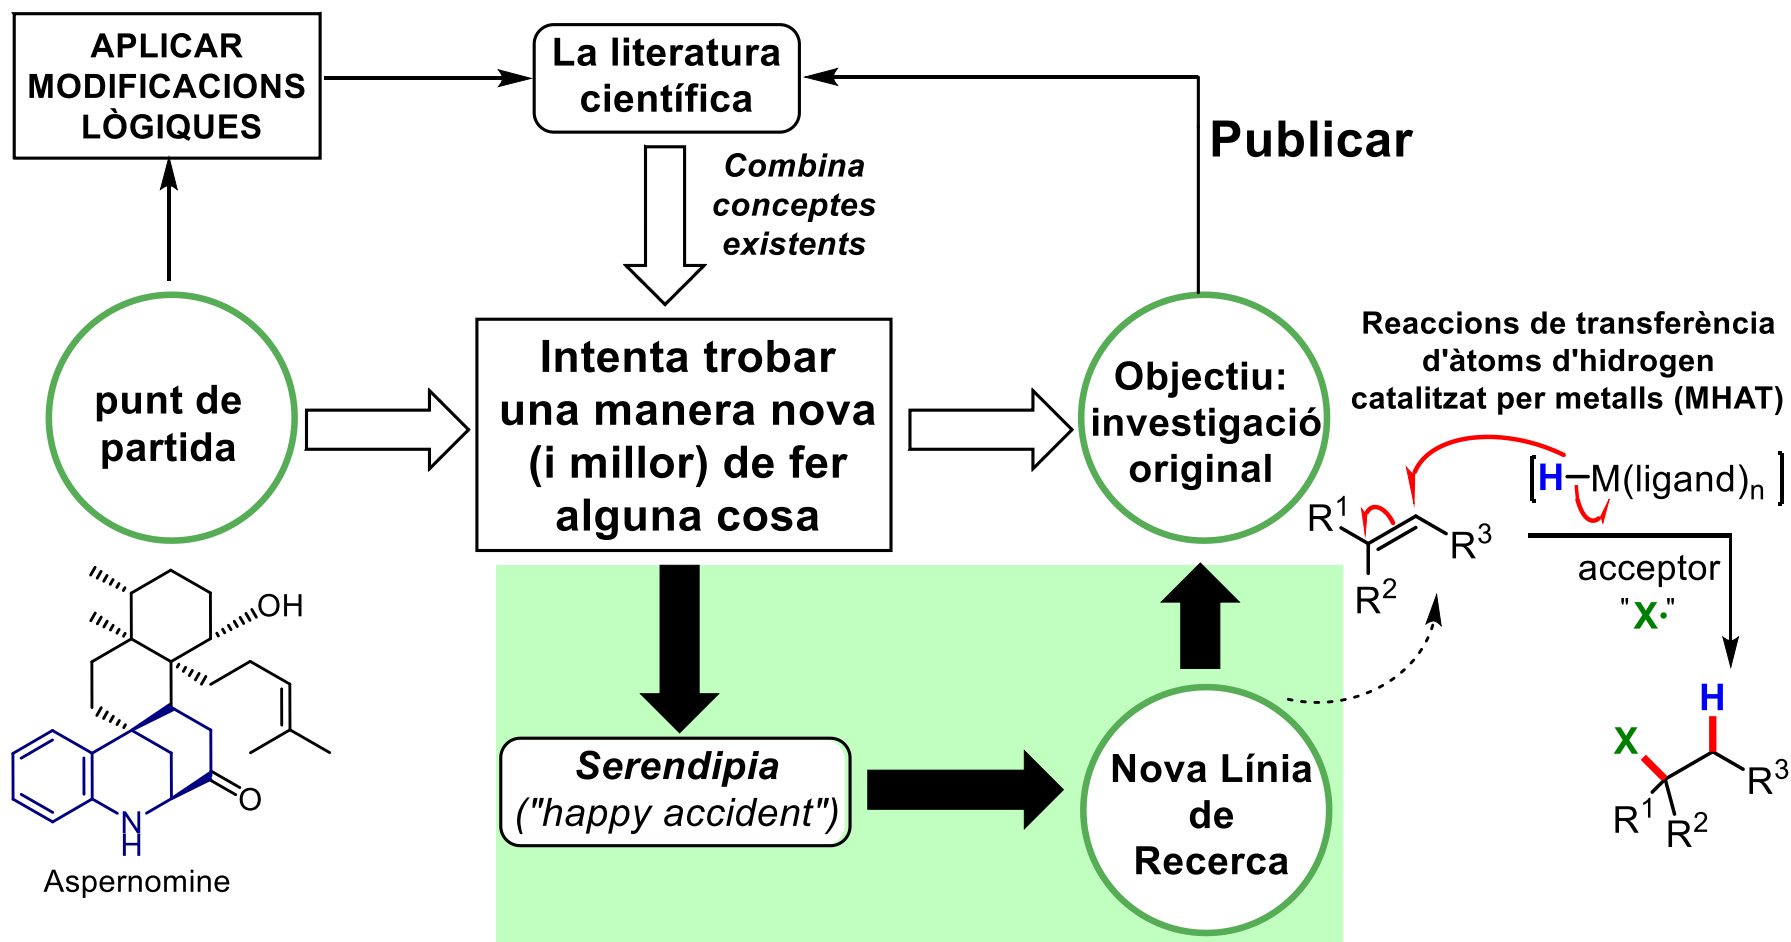 APLICAR
MODIFICACIONS
LÒGIQUES
La literatura
científica
Publicar
Combina
conceptes
existents
punt de
partida
Intenta trobar
una manera nova
(i millor) de fer
alguna cosa
Objectiu:
investigació
original
Reaccions de transferència
d'àtoms d'hidrogen
catalitzat per metalls (MHAT)
[H–M(ligand)n]
R1
R3
R2
acceptor
"X·"
H
X
R3
R1
R2
OH
O
N
H
Aspernomine
Serendipia
("happy accident")
Nova Línia
de
Recerca